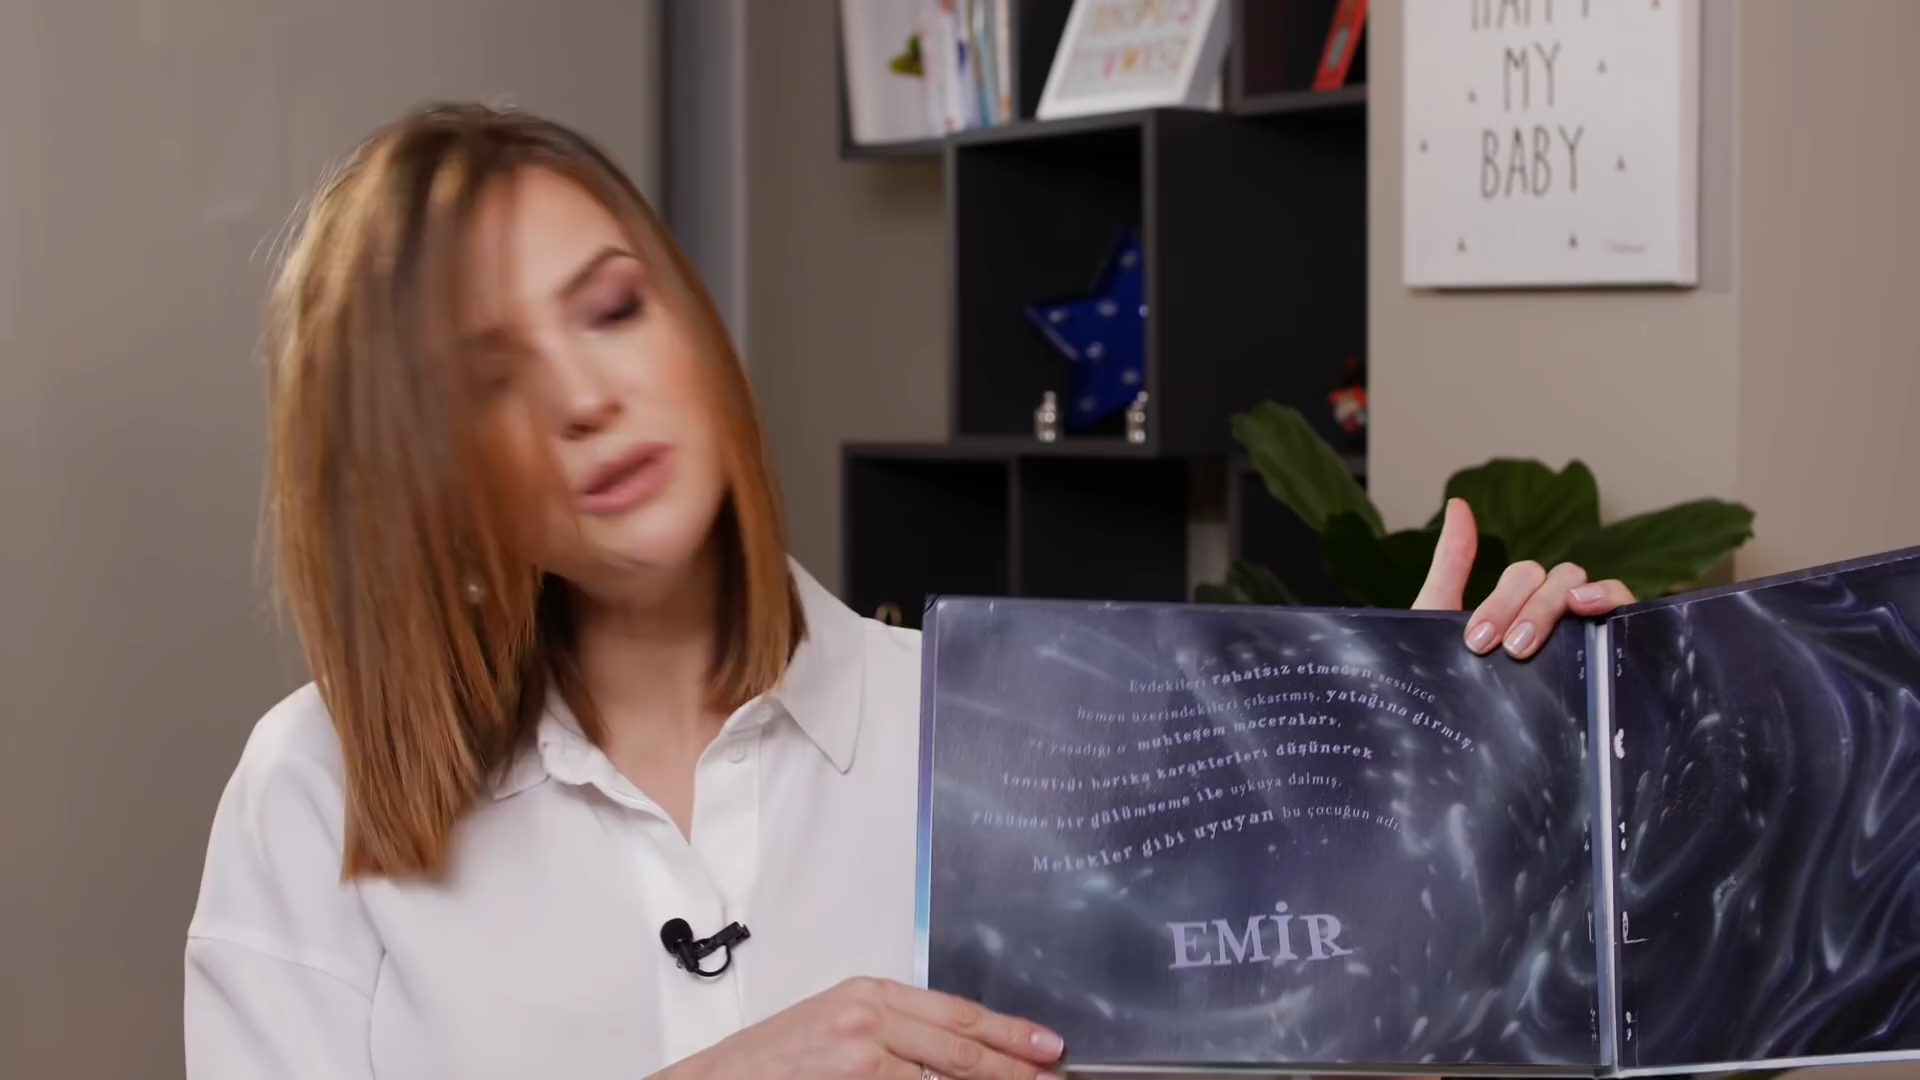 HAPPY
MY
BABY
Evdekileri rahatsız etmeden sessizce
hemen üzerindekileri çıkartmış, yatağına girmiş,
ve yaşadığı o muhteşem maceraları,
tanıştığı harika karakterleri düşünerek
yüzünde bir gülümseme ile uykuya dalmış.
Melekler gibi uyuyan bu çocuğun adı,
EMİR